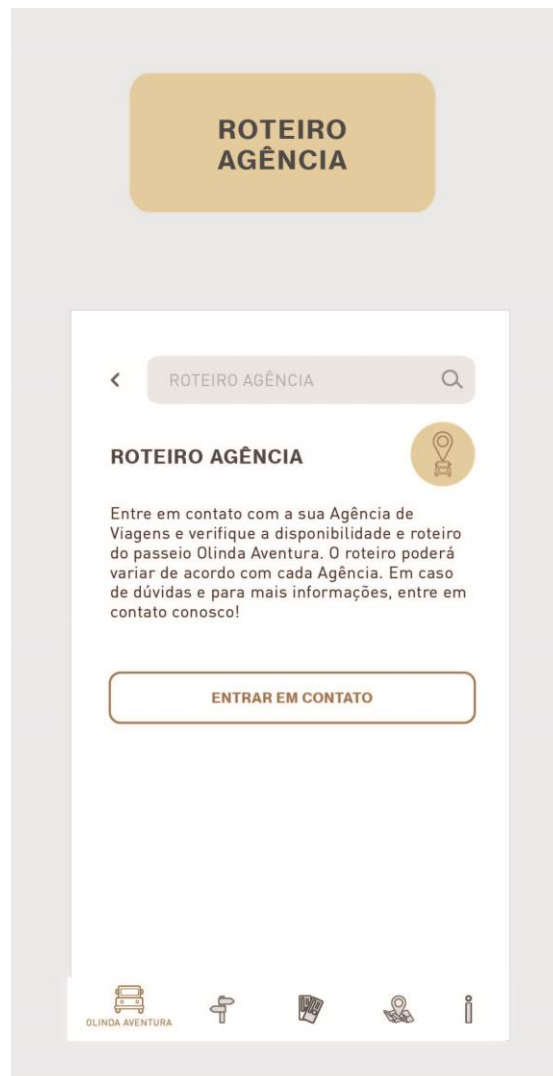 ROTEIRO
AGÊNCIA
ROTEIRO AGÊNCIA
ROTEIRO AGÊNCIA
Entre em contato com a sua Agência de
Viagens e verifique a disponibilidade e roteiro
do passeio Olinda Aventura. O roteiro poderá
variar de acordo com cada Agência. Em caso
de dúvidas e para mais informações, entre em
contato conosco!
ENTRAR EM CONTATO
OLINDA AVENTURA